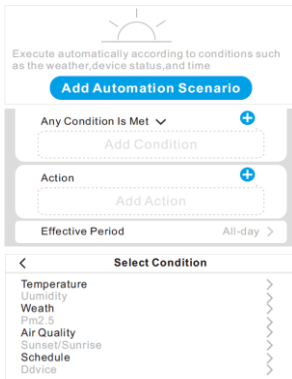 Execute automatically according to conditions such
as the weather,device status,and time
Add Automation Scenario
Any Condition Is Met
Add Condition
Action
Add Action
Effective Period All-day
Select Condition
Temperature
Uumidity
Weath
Pm2.5
Air Quality
Sunset/Sunrise
Schedule
Ddvice